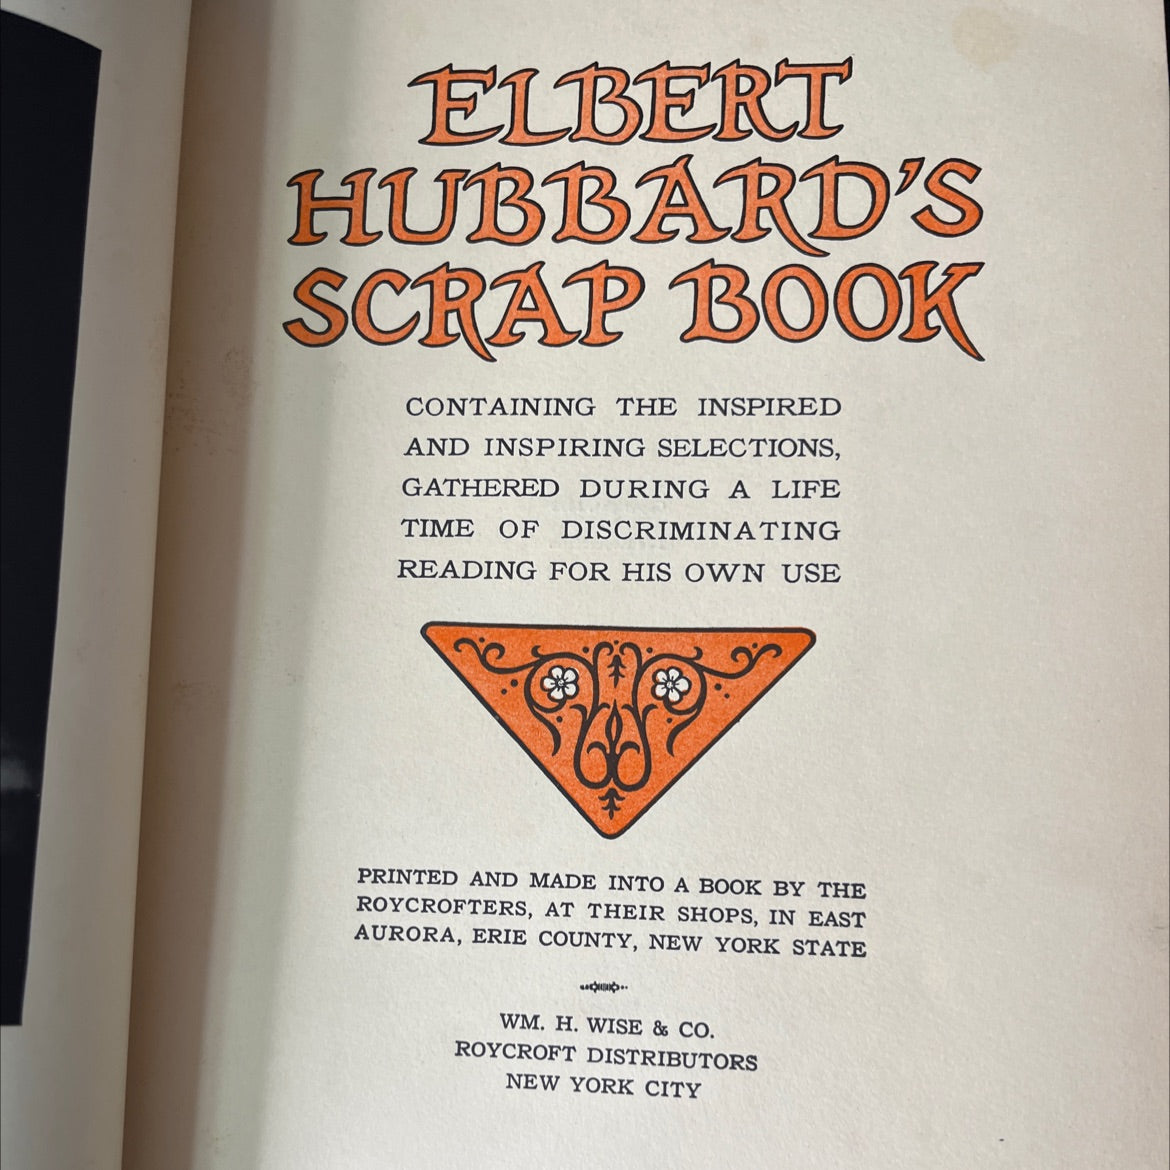 ELBERT
HUBBARD'S
SCRAP BOOK
CONTAINING THE INSPIRED
AND INSPIRING SELECTIONS,
GATHERED DURING A LIFE
TIME OF DISCRIMINATING
READING FOR HIS OWN USE
PRINTED AND MADE INTO A BOOK BY THE
ROYCROFTERS, AT THEIR SHOPS, IN EAST
AURORA, ERIE COUNTY, NEW YORK STATE
WM. H. WISE & CO.
ROYCROFT DISTRIBUTORS
NEW YORK CITY